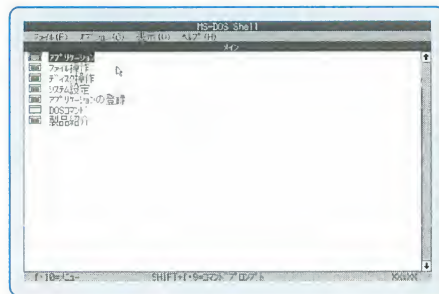 MS-DOS Shell
ファイル(F) オプション(O) 表示(D) ヘルプ(H)
メイン
アプリケーション
ファイル操作
ディスク操作
システム設定
アプリケーションの登録
DOSコマンド
製品紹介
f・10=メニュー SHIFT+f・9=コマンドプロンプト